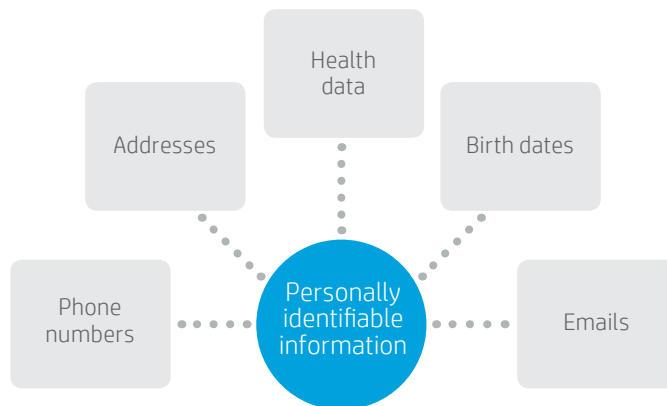 Health
data
Addresses
Birth dates
Phone
numbers
Personally
identifiable
information
Emails